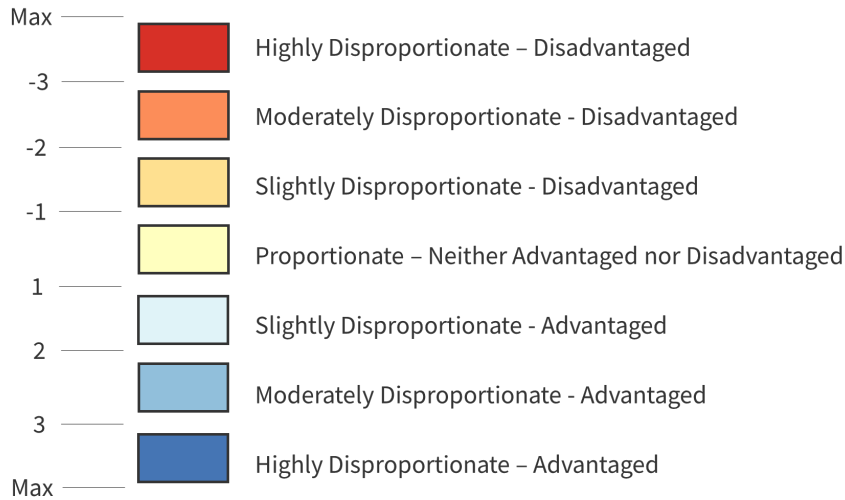 Max
Highly Disproportionate – Disadvantaged
-3
Moderately Disproportionate - Disadvantaged
-2
Slightly Disproportionate - Disadvantaged
-1
Proportionate – Neither Advantaged nor Disadvantaged
1
Slightly Disproportionate - Advantaged
2
Moderately Disproportionate - Advantaged
3
Highly Disproportionate – Advantaged
Max